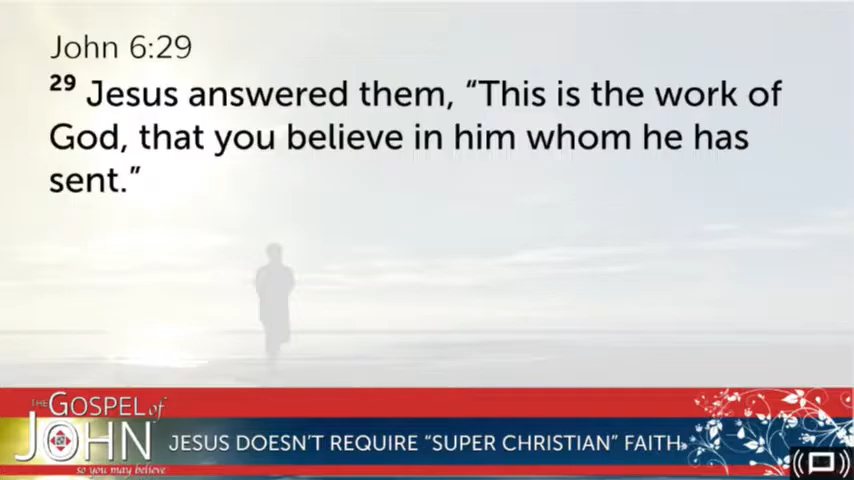 John 6:29
29 Jesus answered them, “This is the work of
God, that you believe in him whom he has
sent.”
THE GOSPEL of
JOHN
so you may believe
JESUS DOESN’T REQUIRE “SUPER CHRISTIAN” FAITH